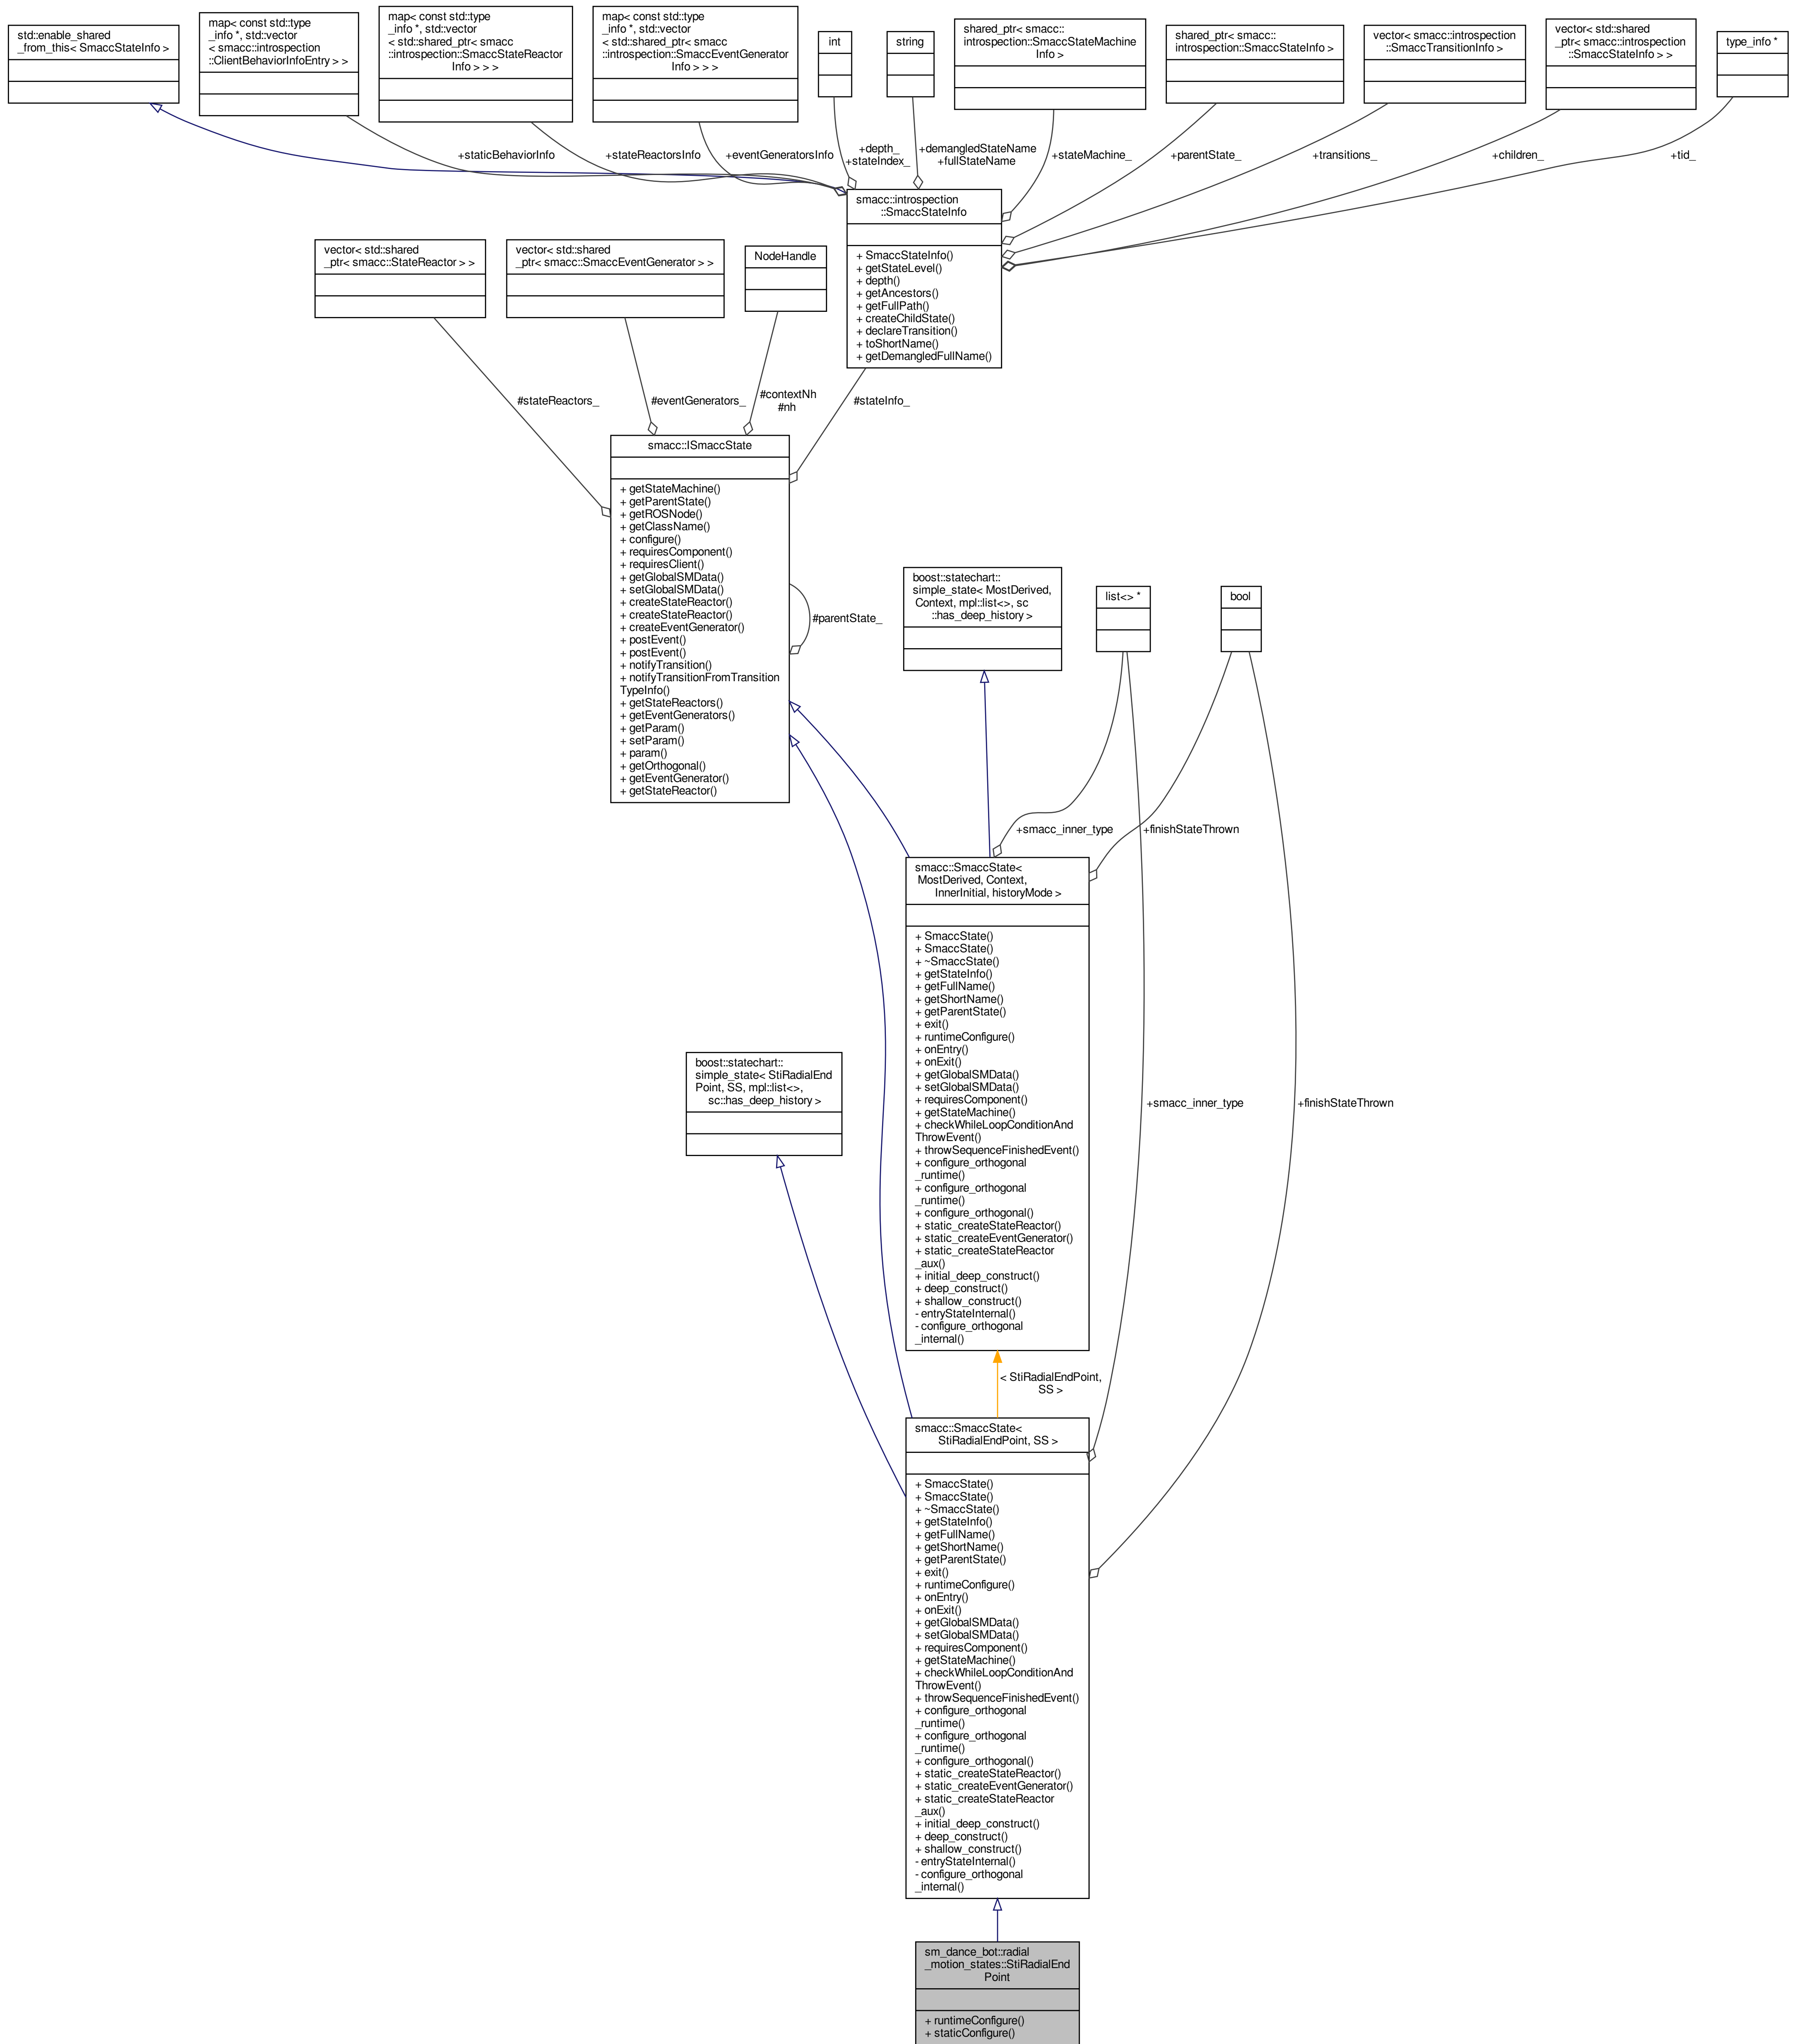 std::enable_shared
_from_this< SmaccStateInfo >
map< const std::type
_info *, std::vector
< smacc::introspection
::ClientBehaviorInfoEntry > >
map< const std::type
_info *, std::vector
< std::shared_ptr< smacc
::introspection::SmaccStateReactor
Info > > >
map< const std::type
_info *, std::vector
< std::shared_ptr< smacc
::introspection::SmaccEventGenerator
Info > > >
int
string
shared_ptr< smacc::
introspection::SmaccStateMachine
Info >
shared_ptr< smacc::
introspection::SmaccStateInfo >
vector< smacc::introspection
::SmaccTransitionInfo >
vector< std::shared
_ptr< smacc::introspection
::SmaccStateInfo > >
type_info *
+staticBehaviorInfo
+stateReactorsInfo
+eventGeneratorsInfo
+depth_
+stateIndex_
+demangledStateName
+fullStateName
+stateMachine_
+parentState_
+transitions_
+children_
+tid_
smacc::introspection
::SmaccStateInfo
+ SmaccStateInfo()
+ getStateLevel()
+ depth()
+ getAncestors()
+ getFullPath()
+ createChildState()
+ declareTransition()
+ toShortName()
+ getDemangledFullName()
vector< std::shared
_ptr< smacc::StateReactor > >
vector< std::shared
_ptr< smacc::SmaccEventGenerator > >
NodeHandle
#stateReactors_
#eventGenerators_
#contextNh
#nh
#stateInfo_
smacc::ISmaccState
+ getStateMachine()
+ getParentState()
+ getROSNode()
+ getClassName()
+ configure()
+ requiresComponent()
+ requiresClient()
+ getGlobalSMData()
+ setGlobalSMData()
+ createStateReactor()
+ createStateReactor()
+ createEventGenerator()
+ postEvent()
+ postEvent()
+ notifyTransition()
+ notifyTransitionFromTransition
TypeInfo()
+ getStateReactors()
+ getEventGenerators()
+ getParam()
+ setParam()
+ param()
+ getOrthogonal()
+ getEventGenerator()
+ getStateReactor()
#parentState_
boost::statechart::
simple_state< MostDerived,
Context, mpl::list<>, sc
::has_deep_history >
list<> *
bool
+smacc_inner_type
+finishStateThrown
smacc::SmaccState<
MostDerived, Context,
InnerInitial, historyMode >
+ SmaccState()
+ SmaccState()
+ ~SmaccState()
+ getStateInfo()
+ getFullName()
+ getShortName()
+ getParentState()
+ exit()
+ runtimeConfigure()
+ onEntry()
+ onExit()
+ getGlobalSMData()
+ setGlobalSMData()
+ requiresComponent()
+ getStateMachine()
+ checkWhileLoopConditionAnd
ThrowEvent()
+ throwSequenceFinishedEvent()
+ configure_orthogonal
_runtime()
+ configure_orthogonal
_runtime()
+ configure_orthogonal()
+ static_createStateReactor()
+ static_createEventGenerator()
+ static_createStateReactor
_aux()
+ initial_deep_construct()
+ deep_construct()
+ shallow_construct()
- entryStateInternal()
- configure_orthogonal
_internal()
boost::statechart::
simple_state< StiRadialEnd
Point, SS, mpl::list<>,
sc::has_deep_history >
+smacc_inner_type
+finishStateThrown
< StiRadialEndPoint,
SS >
smacc::SmaccState<
StiRadialEndPoint, SS >
+ SmaccState()
+ SmaccState()
+ ~SmaccState()
+ getStateInfo()
+ getFullName()
+ getShortName()
+ getParentState()
+ exit()
+ runtimeConfigure()
+ onEntry()
+ onExit()
+ getGlobalSMData()
+ setGlobalSMData()
+ requiresComponent()
+ getStateMachine()
+ checkWhileLoopConditionAnd
ThrowEvent()
+ throwSequenceFinishedEvent()
+ configure_orthogonal
_runtime()
+ configure_orthogonal
_runtime()
+ configure_orthogonal()
+ static_createStateReactor()
+ static_createEventGenerator()
+ static_createStateReactor
_aux()
+ initial_deep_construct()
+ deep_construct()
+ shallow_construct()
- entryStateInternal()
- configure_orthogonal
_internal()
sm_dance_bot::radial
_motion_states::StiRadialEnd
Point
+ runtimeConfigure()
+ staticConfigure()